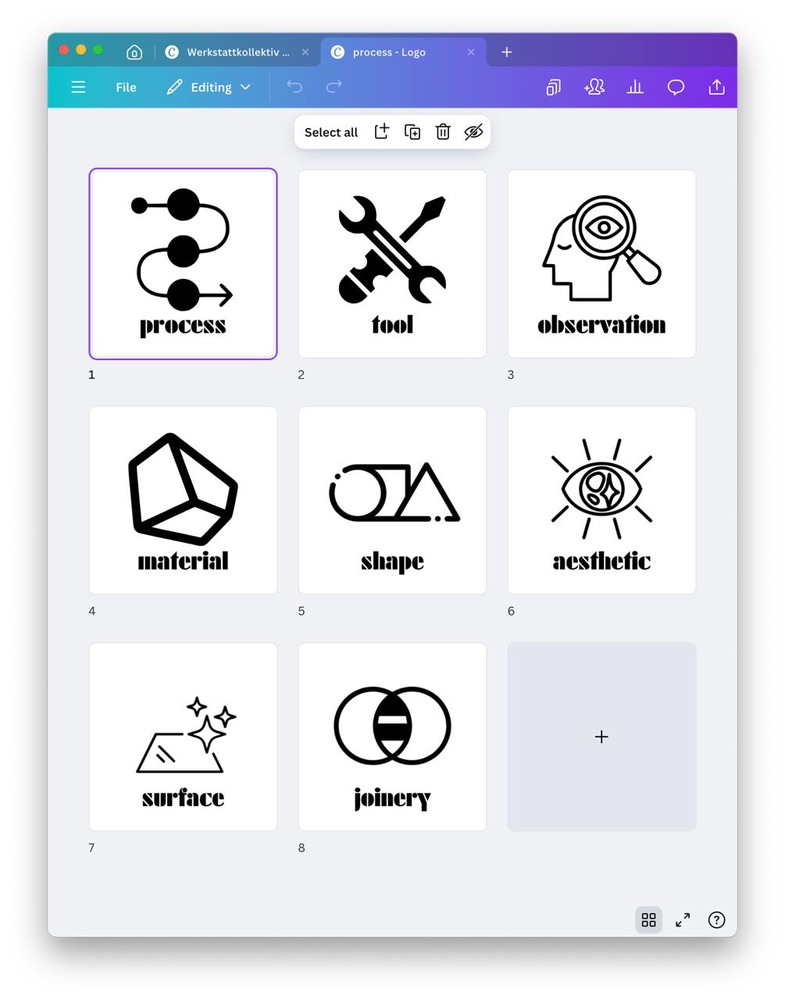 Werkstattkollektiv ...
process - Logo
File
Editing
Select all
process
tool
observation
1
2
3
material
shape
aesthetic
4
5
6
surface
joinery
7
8